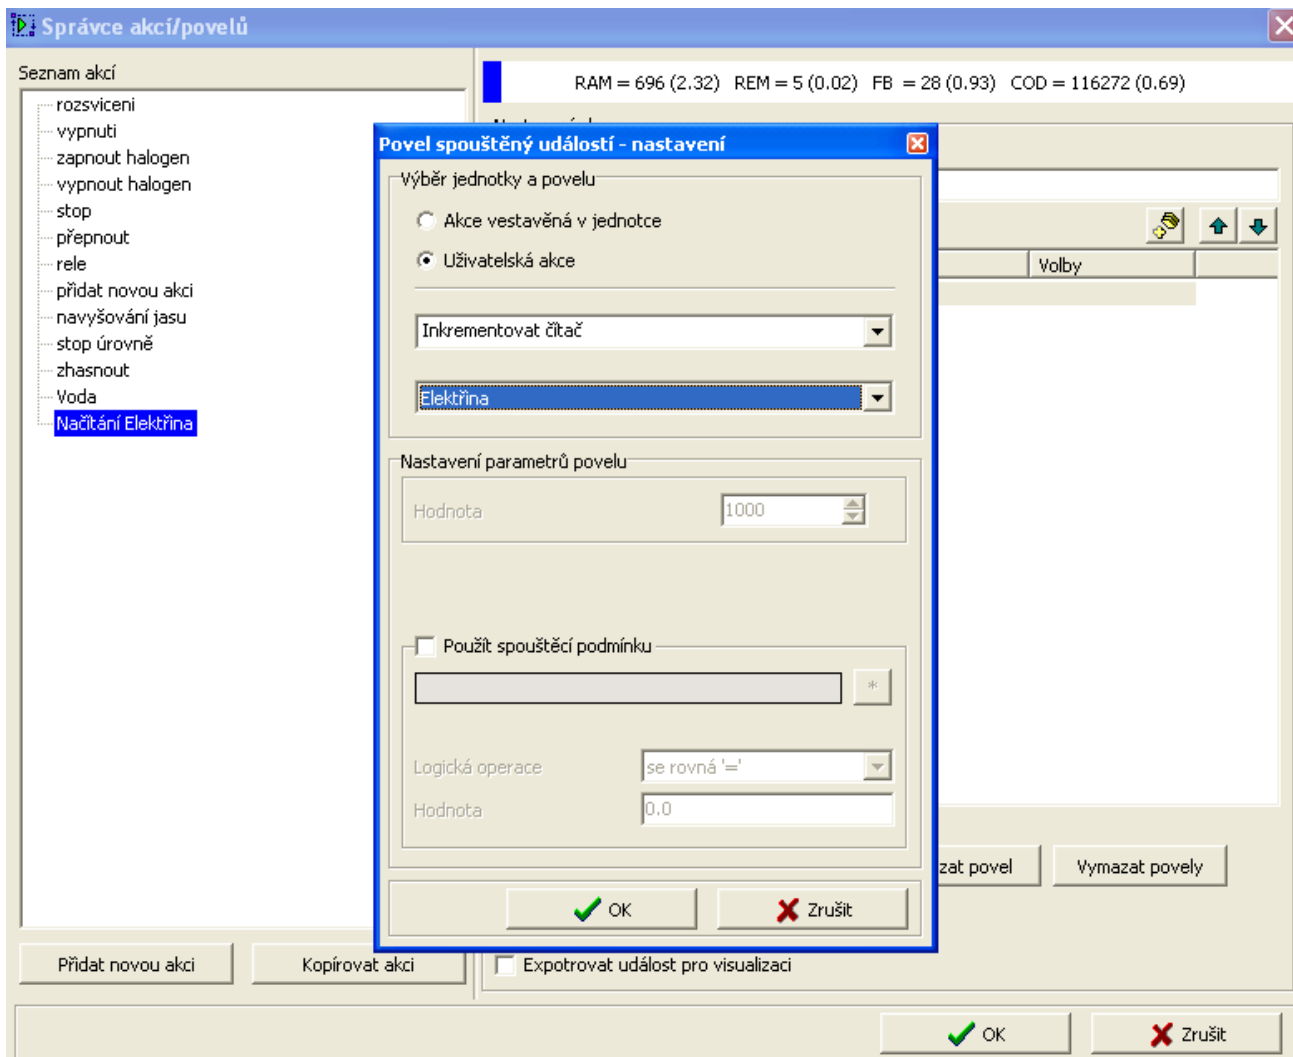 Správce akcí/povelů
Seznam akcí
rozsviceni
vypnuti
zapnout halogen
vypnout halogen
stop
přepnout
rele
přidat novou akci
navyšování jasu
stop úrovně
zhasnout
Voda
Načítání Elektřina
Přidat novou akci
Kopírovat akci
RAM = 696 (2.32) REM = 5 (0.02) FB = 28 (0.93) COD = 116272 (0.69)
Povel spouštěný událostí - nastavení
Výběr jednotky a povelu
Akce vestavěná v jednotce
Uživatelská akce
Inkrementovat čítač
Elektřina
Nastavení parametrů povelu
Hodnota 1000
Použít spouštěcí podmínku
*
Logická operace se rovná '='
Hodnota 0.0
OK Zrušit
Volby
zat povel
Vymazat povely
Expotrovat událost pro visualizaci
OK Zrušit